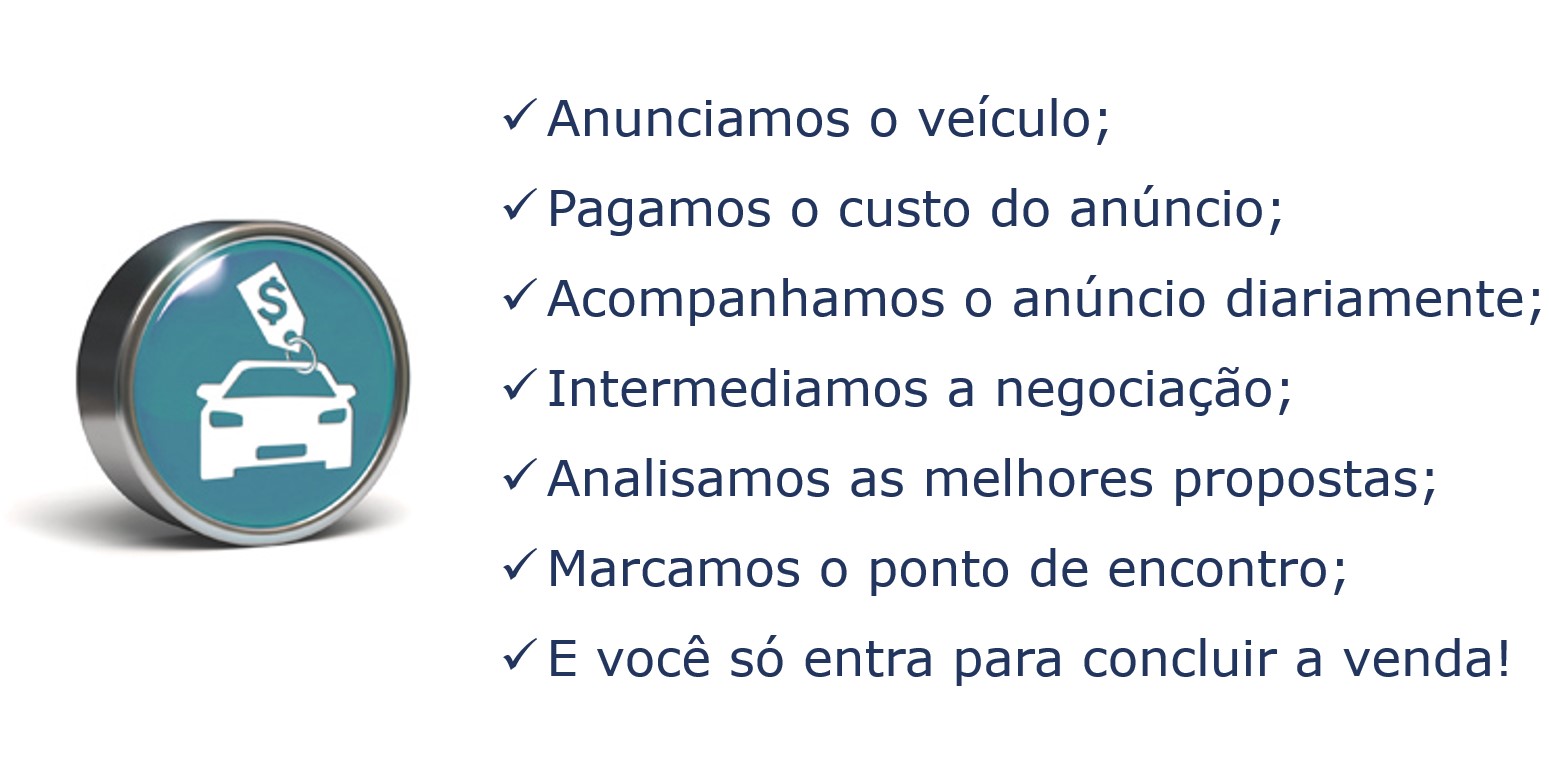 $
✓ Anunciamos o veículo;
✓ Pagamos o custo do anúncio;
✓ Acompanhamos o anúncio diariamente;
✓ Intermediamos a negociação;
✓ Analisamos as melhores propostas;
✓ Marcamos o ponto de encontro;
✓ E você só entra para concluir a venda!